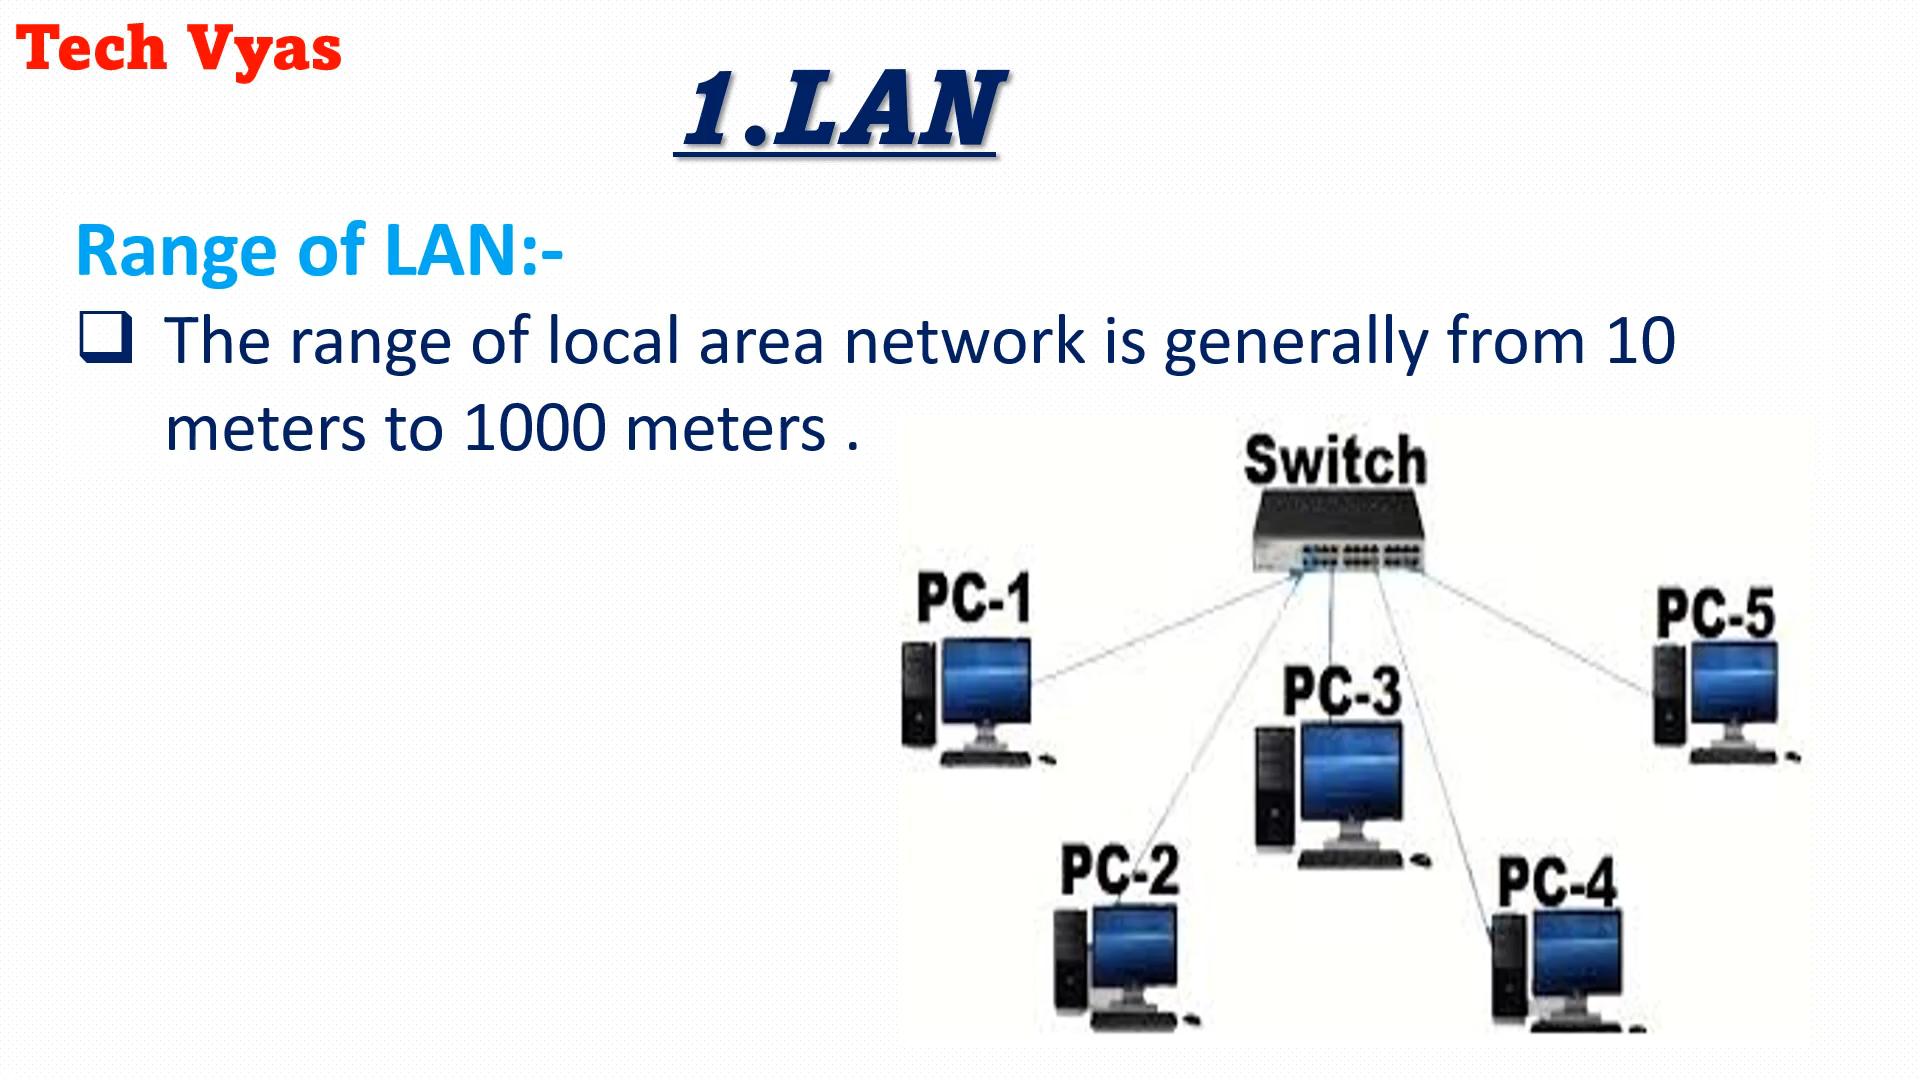 Tech Vyas
1.LAN
Range of LAN:-
The range of local area network is generally from 10
meters to 1000 meters .
Switch
PC-1
PC-5
PC-3
PC-2
PC-4